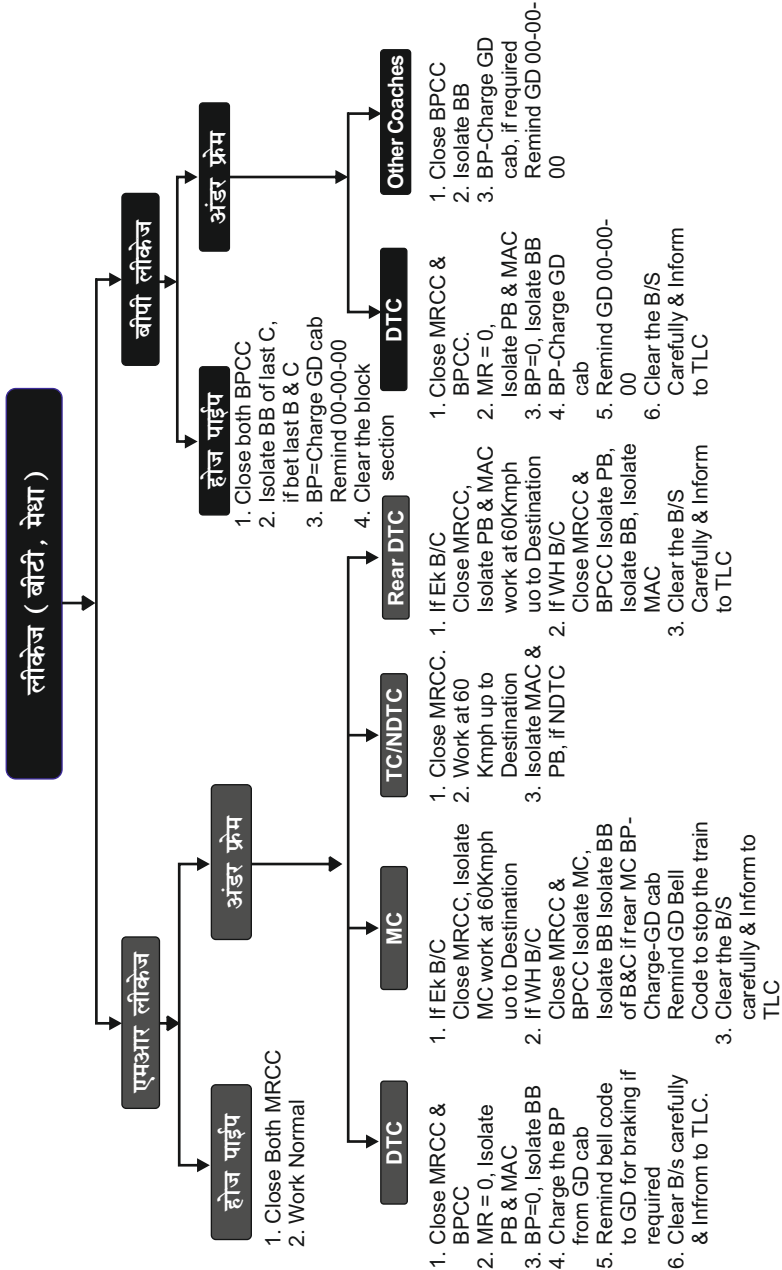 लीकेज ( बीटी, मेधा )
एमआर लीकेज
होज पाईप
1. Close Both MRCC
2. Work Normal
अंडर फ्रेम
DTC
1. Close MRCC &
BPCC
2. MR = 0, Isolate
PB & MAC
3. BP=0, Isolate BB
4. Charge the BP
from GD cab
5. Remind bell code
to GD for braking if
required
6. Clear B/s carefully
& Infrom to TLC.
MC
1. If Ek B/C
Close MRCC, Isolate
MC work at 60Kmph
uo to Destination
2. If WH B/C
Close MRCC &
BPCC Isolate MC,
Isolate BB Isolate BB
of B&C if rear MC BP-
Charge-GD cab
Remind GD Bell
Code to stop the train
3. Clear the B/S
carefully & Inform to
TLC
TC/NDTC
1. Close MRCC.
2. Work at 60
Kmph up to
Destination
3. Isolate MAC &
PB, if NDTC
Rear DTC
1. If Ek B/C
Close MRCC,
Isolate PB & MAC
work at 60Kmph
uo to Destination
2. If WH B/C
Close MRCC &
BPCC Isolate PB,
Isolate BB, Isolate
MAC
3. Clear the B/S
Carefully & Inform
to TLC
बीपी लीकेज
होज पाईप
1. Close both BPCC
2. Isolate BB of last C,
if bet last B & C
3. BP=Charge GD cab
Remind 00-00-00
4. Clear the block
section
अंडर फ्रेम
DTC
1. Close MRCC &
BPCC.
2. MR = 0,
Isolate PB & MAC
3. BP=0, Isolate BB
4. BP-Charge GD
cab
5. Remind GD 00-00-
00
6. Clear the B/S
Carefully & Inform
to TLC
Other Coaches
1. Close BPCC
2. Isolate BB
3. BP-Charge GD
cab, if required
Remind GD 00-00-
00